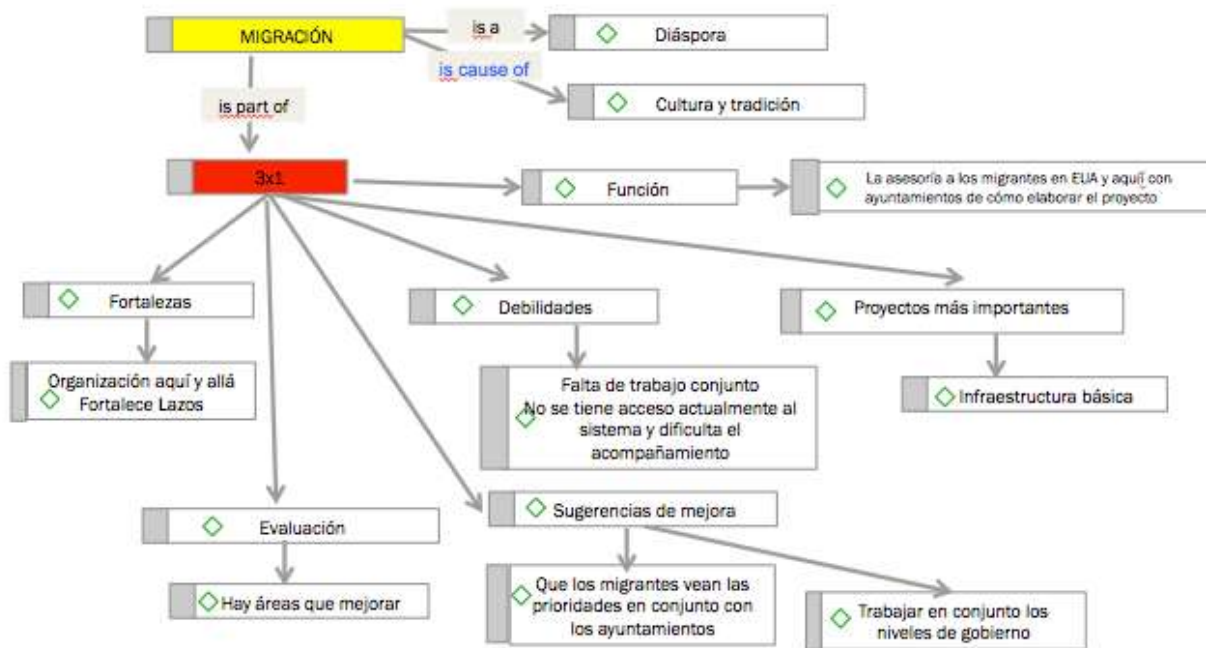 MIGRACIÓN
is a
Diáspora
is cause of
Cultura y tradición
is part of
3x1
Función
La asesoría a los migrantes en EUA y aquí con
ayuntamientos de cómo elaborar el proyecto
Fortalezas
Debilidades
Proyectos más importantes
Organización aquí y allá
Fortalece Lazos
Falta de trabajo conjunto
No se tiene acceso actualmente al
sistema y dificulta el
acompañamiento
Infraestructura básica
Evaluación
Sugerencias de mejora
Hay áreas que mejorar
Que los migrantes vean las
prioridades en conjunto con
los ayuntamientos
Trabajar en conjunto los
niveles de gobierno